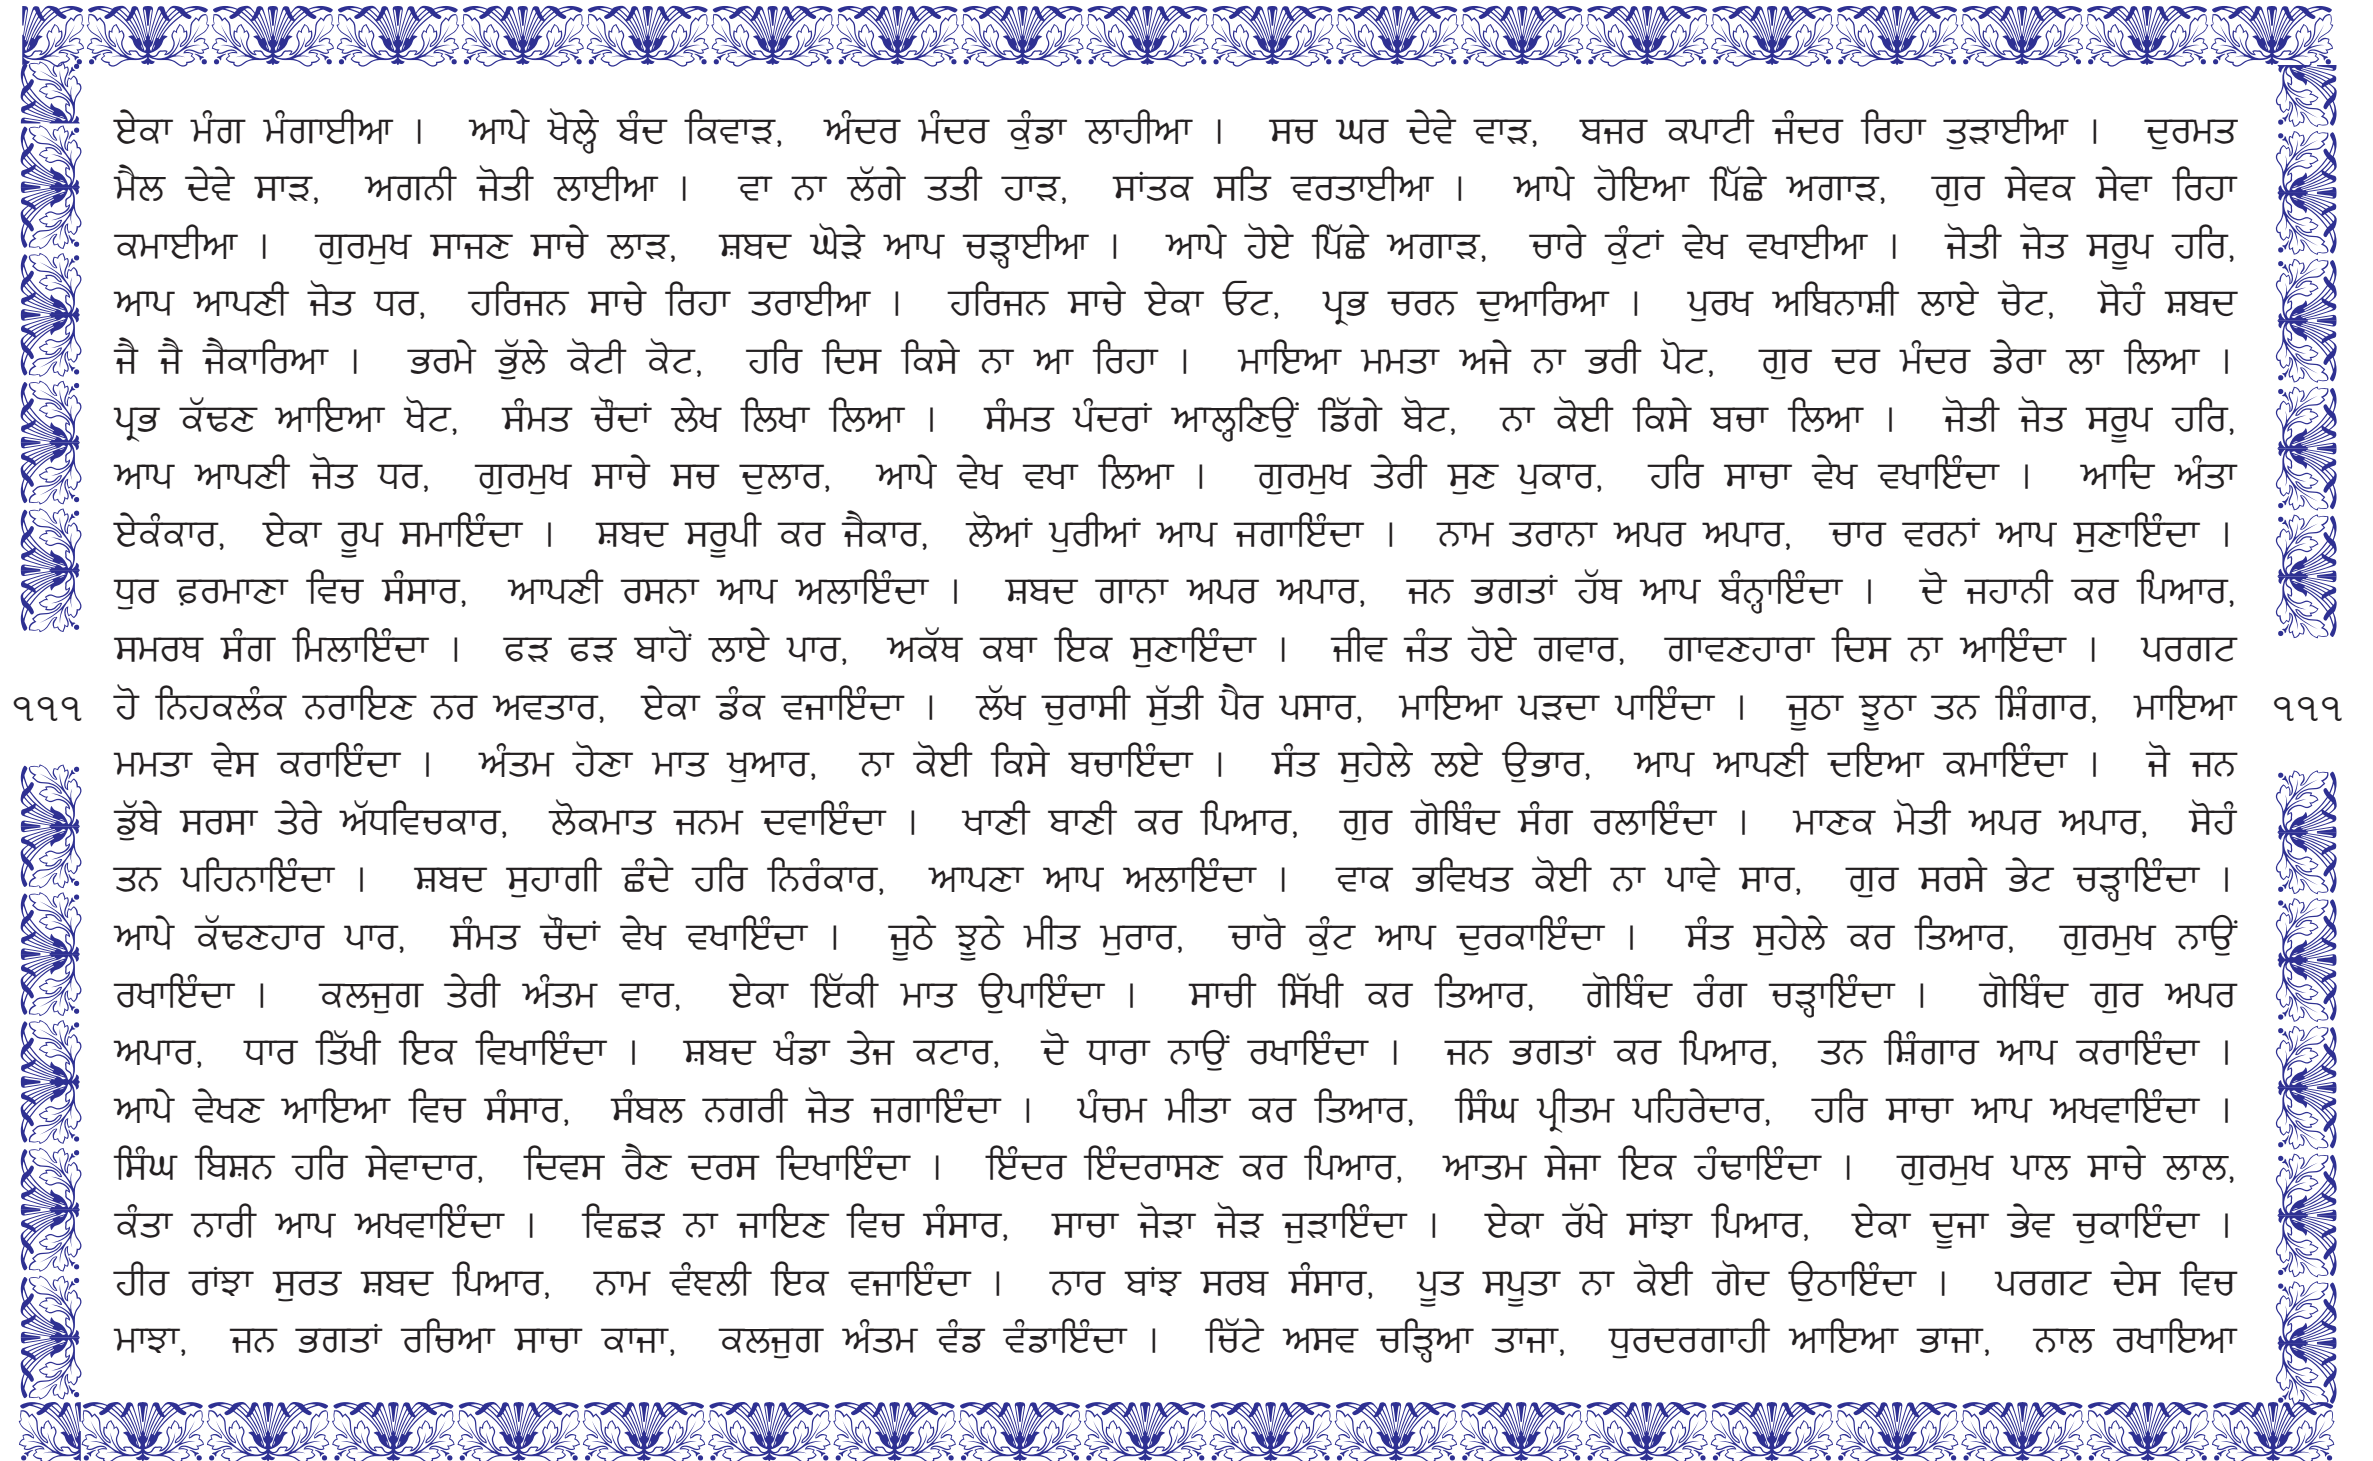 ਏਕਾ ਮੰਗ ਮੰਗਾਈਆ । ਆਪੇ ਖੋਲ੍ਹੇ ਬੰਦ ਕਿਵਾੜ, ਅੰਦਰ ਮੰਦਰ ਕੁੰਡਾ ਲਾਹੀਆ । ਸਚ ਘਰ ਦੇਵੇ ਵਾੜ, ਬਜਰ ਕਪਾਟੀ ਜੰਦਰ ਰਿਹਾ ਤੁੜਾਈਆ । ਦੁਰਮਤ
ਮੈਲ ਦੇਵੇ ਸਾੜ, ਅਗਨੀ ਜੋਤੀ ਲਾਈਆ । ਵਾ ਨਾ ਲੱਗੇ ਤਤੀ ਹਾੜ, ਸਾਂਤਕ ਸਤਿ ਵਰਤਾਈਆ । ਆਪੇ ਹੋਇਆ ਪਿੱਛੇ ਅਗਾੜ, ਗੁਰ ਸੇਵਕ ਸੇਵਾ ਰਿਹਾ
ਕਮਾਈਆ । ਗੁਰਮੁਖ ਸਾਜਣ ਸਾਚੇ ਲਾੜ, ਸ਼ਬਦ ਘੋੜੇ ਆਪ ਚੜ੍ਹਾਈਆ । ਆਪੇ ਹੋਏ ਪਿੱਛੇ ਅਗਾੜ, ਚਾਰੇ ਕੁੰਟਾਂ ਵੇਖ ਵਖਾਈਆ । ਜੋਤੀ ਜੋਤ ਸਰੂਪ ਹਰਿ,
ਆਪ ਆਪਣੀ ਜੋਤ ਧਰ, ਹਰਿਜਨ ਸਾਚੇ ਰਿਹਾ ਤਰਾਈਆ । ਹਰਿਜਨ ਸਾਚੇ ਏਕਾ ਓਟ, ਪ੍ਰਭ ਚਰਨ ਦੁਆਰਿਆ । ਪੁਰਖ ਅਬਿਨਾਸ਼ੀ ਲਾਏ ਚੋਟ, ਸੋਹੰ ਸ਼ਬਦ
ਜੈ ਜੈ ਜੈਕਾਰਿਆ । ਭਰਮੇ ਭੁੱਲੇ ਕੋਟੀ ਕੋਟ, ਹਰਿ ਦਿਸ ਕਿਸੇ ਨਾ ਆ ਰਿਹਾ । ਮਾਇਆ ਮਮਤਾ ਅਜੇ ਨਾ ਭਰੀ ਪੋਟ, ਗੁਰ ਦਰ ਮੰਦਰ ਡੇਰਾ ਲਾ ਲਿਆ ।
ਪ੍ਰਭ ਕੱਢਣ ਆਇਆ ਖੋਟ, ਸੰਮਤ ਚੌਦਾਂ ਲੇਖ ਲਿਖਾ ਲਿਆ । ਸੰਮਤ ਪੰਦਰਾਂ ਆਲ੍ਹਣਿਉਂ ਡਿੱਗੇ ਬੋਟ, ਨਾ ਕੋਈ ਕਿਸੇ ਬਚਾ ਲਿਆ । ਜੋਤੀ ਜੋਤ ਸਰੂਪ ਹਰਿ,
ਆਪ ਆਪਣੀ ਜੋਤ ਧਰ, ਗੁਰਮੁਖ ਸਾਚੇ ਸਚ ਦੁਲਾਰ, ਆਪੇ ਵੇਖ ਵਖਾ ਲਿਆ । ਗੁਰਮੁਖ ਤੇਰੀ ਸੁਣ ਪੁਕਾਰ, ਹਰਿ ਸਾਚਾ ਵੇਖ ਵਖਾਇੰਦਾ । ਆਦਿ ਅੰਤਾ
ਏਕੰਕਾਰ, ਏਕਾ ਰੂਪ ਸਮਾਇੰਦਾ । ਸ਼ਬਦ ਸਰੂਪੀ ਕਰ ਜੈਕਾਰ, ਲੋਆਂ ਪੁਰੀਆਂ ਆਪ ਜਗਾਇੰਦਾ । ਨਾਮ ਤਰਾਨਾ ਅਪਰ ਅਪਾਰ, ਚਾਰ ਵਰਨਾਂ ਆਪ ਸੁਣਾਇੰਦਾ ।
ਧੁਰ ਫ਼ਰਮਾਣਾ ਵਿਚ ਸੰਸਾਰ, ਆਪਣੀ ਰਸਨਾ ਆਪ ਅਲਾਇੰਦਾ । ਸ਼ਬਦ ਗਾਨਾ ਅਪਰ ਅਪਾਰ, ਜਨ ਭਗਤਾਂ ਹੱਥ ਆਪ ਬੰਨ੍ਹਾਇੰਦਾ । ਦੋ ਜਹਾਨੀ ਕਰ ਪਿਆਰ,
ਸਮਰਥ ਸੰਗ ਮਿਲਾਇੰਦਾ । ਫੜ ਫੜ ਬਾਹੋਂ ਲਾਏ ਪਾਰ, ਅਕੱਥ ਕਥਾ ਇਕ ਸੁਣਾਇੰਦਾ । ਜੀਵ ਜੰਤ ਹੋਏ ਗਵਾਰ, ਗਾਵਣਹਾਰਾ ਦਿਸ ਨਾ ਆਇੰਦਾ । ਪਰਗਟ
੧੧੧ ਹੋ ਨਿਹਕਲੰਕ ਨਰਾਇਣ ਨਰ ਅਵਤਾਰ, ਏਕਾ ਡੰਕ ਵਜਾਇੰਦਾ । ਲੱਖ ਚੁਰਾਸੀ ਸੁੱਤੀ ਪੈਰ ਪਸਾਰ, ਮਾਇਆ ਪੜਦਾ ਪਾਇੰਦਾ । ਜੂਠਾ ਝੂਠਾ ਤਨ ਸ਼ਿੰਗਾਰ, ਮਾਇਆ ੧੧੧
ਮਮਤਾ ਵੇਸ ਕਰਾਇੰਦਾ । ਅੰਤਮ ਹੋਣਾ ਮਾਤ ਖੁਆਰ, ਨਾ ਕੋਈ ਕਿਸੇ ਬਚਾਇੰਦਾ । ਸੰਤ ਸੁਹੇਲੇ ਲਏ ਉਭਾਰ, ਆਪ ਆਪਣੀ ਦਇਆ ਕਮਾਇੰਦਾ । ਜੋ ਜਨ
ਡੁੱਬੇ ਸਰਸਾ ਤੇਰੇ ਅੱਧਵਿਚਕਾਰ, ਲੋਕਮਾਤ ਜਨਮ ਦਵਾਇੰਦਾ । ਖਾਣੀ ਬਾਣੀ ਕਰ ਪਿਆਰ, ਗੁਰ ਗੋਬਿੰਦ ਸੰਗ ਰਲਾਇੰਦਾ । ਮਾਣਕ ਮੋਤੀ ਅਪਰ ਅਪਾਰ, ਸੋਹੰ
ਤਨ ਪਹਿਨਾਇੰਦਾ । ਸ਼ਬਦ ਸੁਹਾਗੀ ਛੰਦੇ ਹਰਿ ਨਿਰੰਕਾਰ, ਆਪਣਾ ਆਪ ਅਲਾਇੰਦਾ । ਵਾਕ ਭਵਿਖਤ ਕੋਈ ਨਾ ਪਾਵੇ ਸਾਰ, ਗੁਰ ਸਰਸੇ ਭੇਟ ਚੜ੍ਹਾਇੰਦਾ ।
ਆਪੇ ਕੱਢਣਹਾਰ ਪਾਰ, ਸੰਮਤ ਚੌਦਾਂ ਵੇਖ ਵਖਾਇੰਦਾ । ਜੂਠੇ ਝੂਠੇ ਮੀਤ ਮੁਰਾਰ, ਚਾਰੋ ਕੁੰਟ ਆਪ ਦੁਰਕਾਇੰਦਾ । ਸੰਤ ਸੁਹੇਲੇ ਕਰ ਤਿਆਰ, ਗੁਰਮੁਖ ਨਾਉਂ
ਰਖਾਇੰਦਾ । ਕਲਜੁਗ ਤੇਰੀ ਅੰਤਮ ਵਾਰ, ਏਕਾ ਇੱਕੀ ਮਾਤ ਉਪਾਇੰਦਾ । ਸਾਚੀ ਸਿੱਖੀ ਕਰ ਤਿਆਰ, ਗੋਬਿੰਦ ਰੰਗ ਚੜ੍ਹਾਇੰਦਾ । ਗੋਬਿੰਦ ਗੁਰ ਅਪਰ
ਅਪਾਰ, ਧਾਰ ਤਿੱਖੀ ਇਕ ਵਿਖਾਇੰਦਾ । ਸ਼ਬਦ ਖੰਡਾ ਤੇਜ ਕਟਾਰ, ਦੋ ਧਾਰਾ ਨਾਉਂ ਰਖਾਇੰਦਾ । ਜਨ ਭਗਤਾਂ ਕਰ ਪਿਆਰ, ਤਨ ਸ਼ਿੰਗਾਰ ਆਪ ਕਰਾਇੰਦਾ ।
ਆਪੇ ਵੇਖਣ ਆਇਆ ਵਿਚ ਸੰਸਾਰ, ਸੰਬਲ ਨਗਰੀ ਜੋਤ ਜਗਾਇੰਦਾ । ਪੰਚਮ ਮੀਤਾ ਕਰ ਤਿਆਰ, ਸਿੰਘ ਪ੍ਰੀਤਮ ਪਹਿਰੇਦਾਰ, ਹਰਿ ਸਾਚਾ ਆਪ ਅਖਵਾਇੰਦਾ ।
ਸਿੰਘ ਬਿਸ਼ਨ ਹਰਿ ਸੇਵਾਦਾਰ, ਦਿਵਸ ਰੈਣ ਦਰਸ ਦਿਖਾਇੰਦਾ । ਇੰਦਰ ਇੰਦਰਾਸਣ ਕਰ ਪਿਆਰ, ਆਤਮ ਸੇਜਾ ਇਕ ਹੰਢਾਇੰਦਾ । ਗੁਰਮੁਖ ਪਾਲ ਸਾਚੇ ਲਾਲ,
ਕੰਤਾ ਨਾਰੀ ਆਪ ਅਖਵਾਇੰਦਾ । ਵਿਛੜ ਨਾ ਜਾਇਣ ਵਿਚ ਸੰਸਾਰ, ਸਾਚਾ ਜੋੜਾ ਜੋੜ ਜੁੜਾਇੰਦਾ । ਏਕਾ ਰੱਖੇ ਸਾਂਝਾ ਪਿਆਰ, ਏਕਾ ਦੂਜਾ ਭੇਵ ਚੁਕਾਇੰਦਾ ।
ਹੀਰ ਰਾਂਝਾ ਸੁਰਤ ਸ਼ਬਦ ਪਿਆਰ, ਨਾਮ ਵੰਞਲੀ ਇਕ ਵਜਾਇੰਦਾ । ਨਾਰ ਬਾਂਝ ਸਰਬ ਸੰਸਾਰ, ਪੂਤ ਸਪੂਤਾ ਨਾ ਕੋਈ ਗੋਦ ਉਠਾਇੰਦਾ । ਪਰਗਟ ਦੇਸ ਵਿਚ
ਮਾਝਾ, ਜਨ ਭਗਤਾਂ ਰਚਿਆ ਸਾਚਾ ਕਾਜਾ, ਕਲਜੁਗ ਅੰਤਮ ਵੰਡ ਵੰਡਾਇੰਦਾ । ਚਿੱਟੇ ਅਸਵ ਚੜ੍ਹਿਆ ਤਾਜਾ, ਧੁਰਦਰਗਾਹੀ ਆਇਆ ਭਾਜਾ, ਨਾਲ ਰਖਾਇਆ